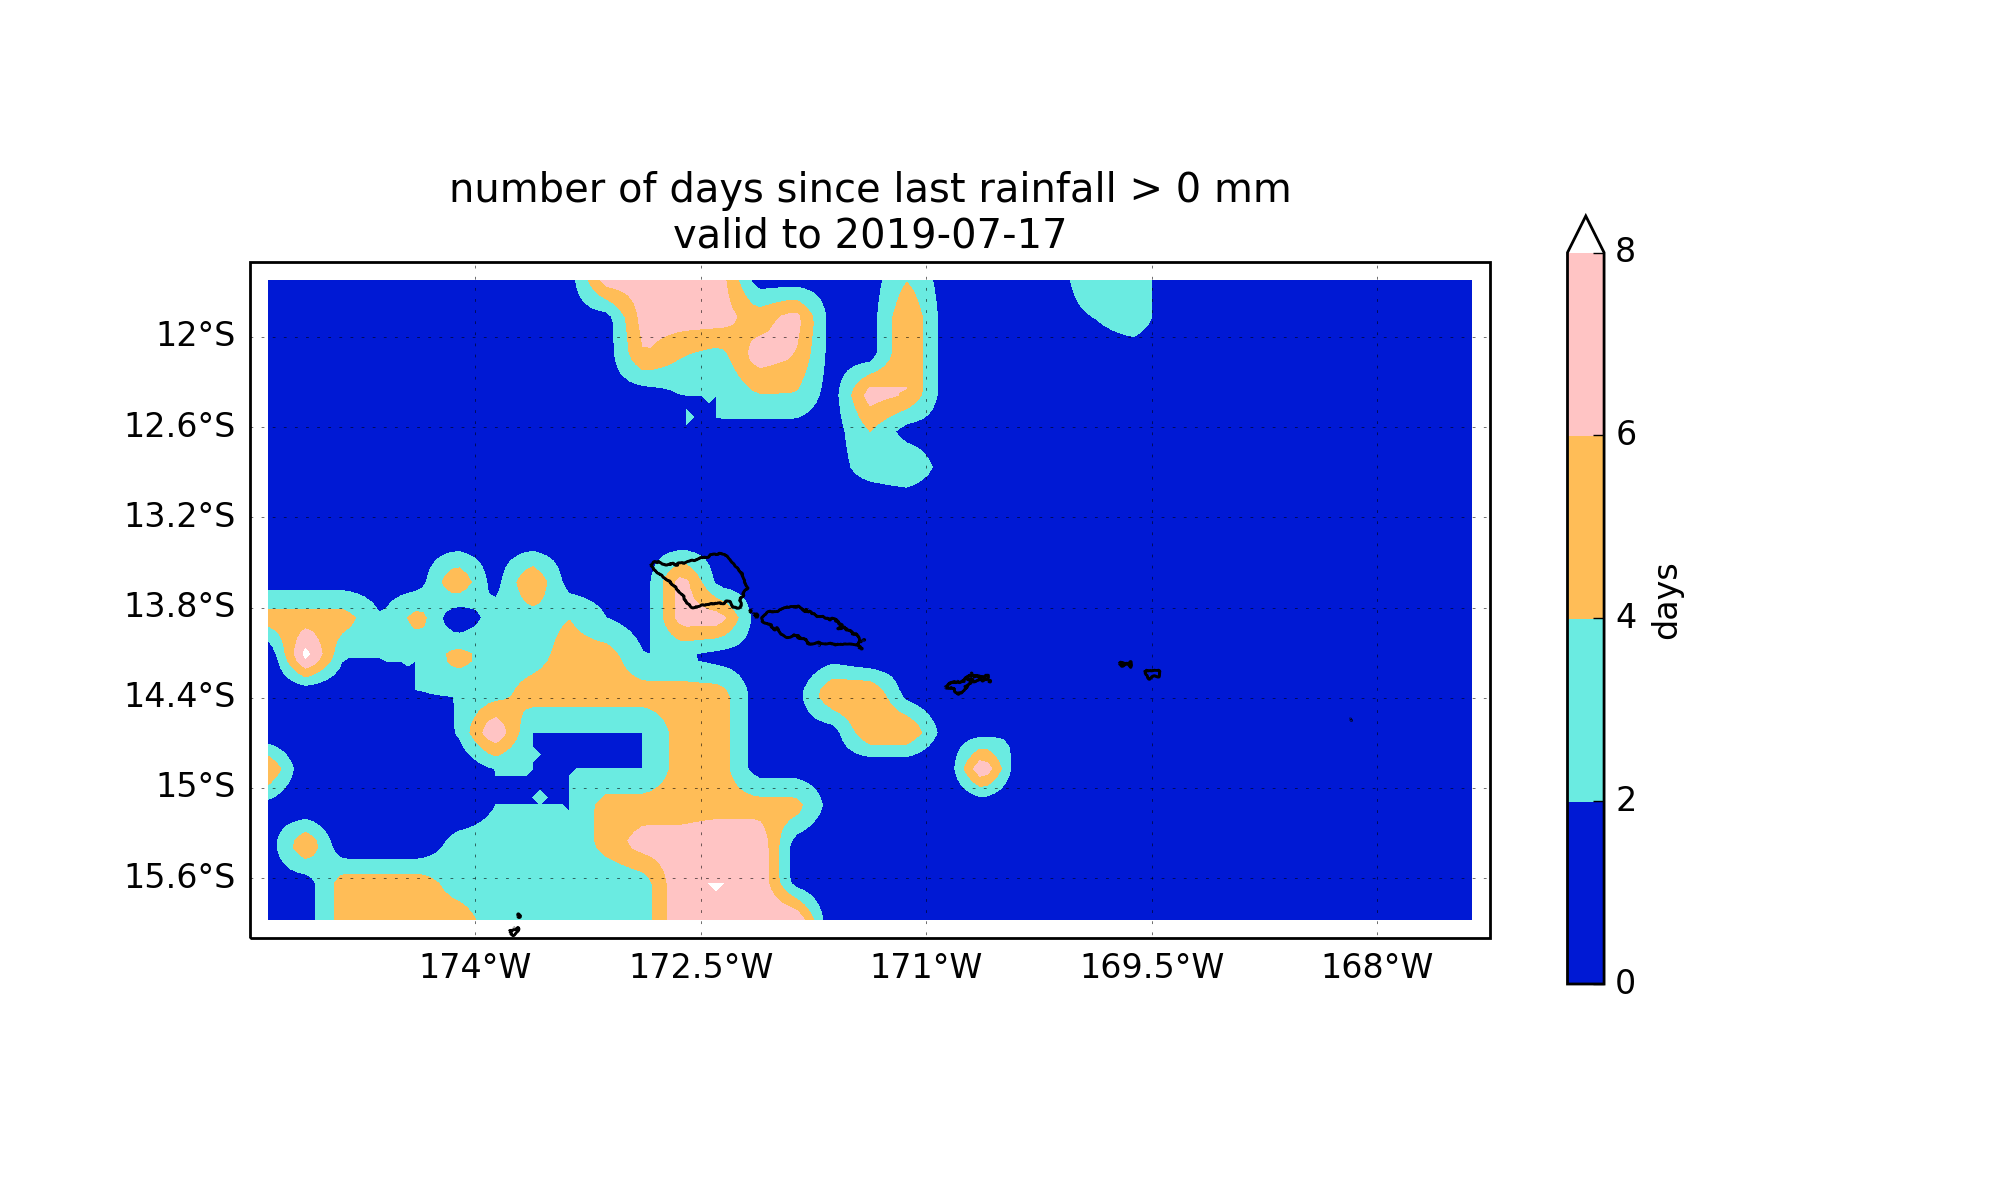 number of days since last rainfall > 0 mm
valid to 2019-07-17
12°S
12.6°S
13.2°S
13.8°S
14.4°S
15°S
15.6°S
174°W 172.5°W 171°W 169.5°W 168°W
8
6
4
2
0
days